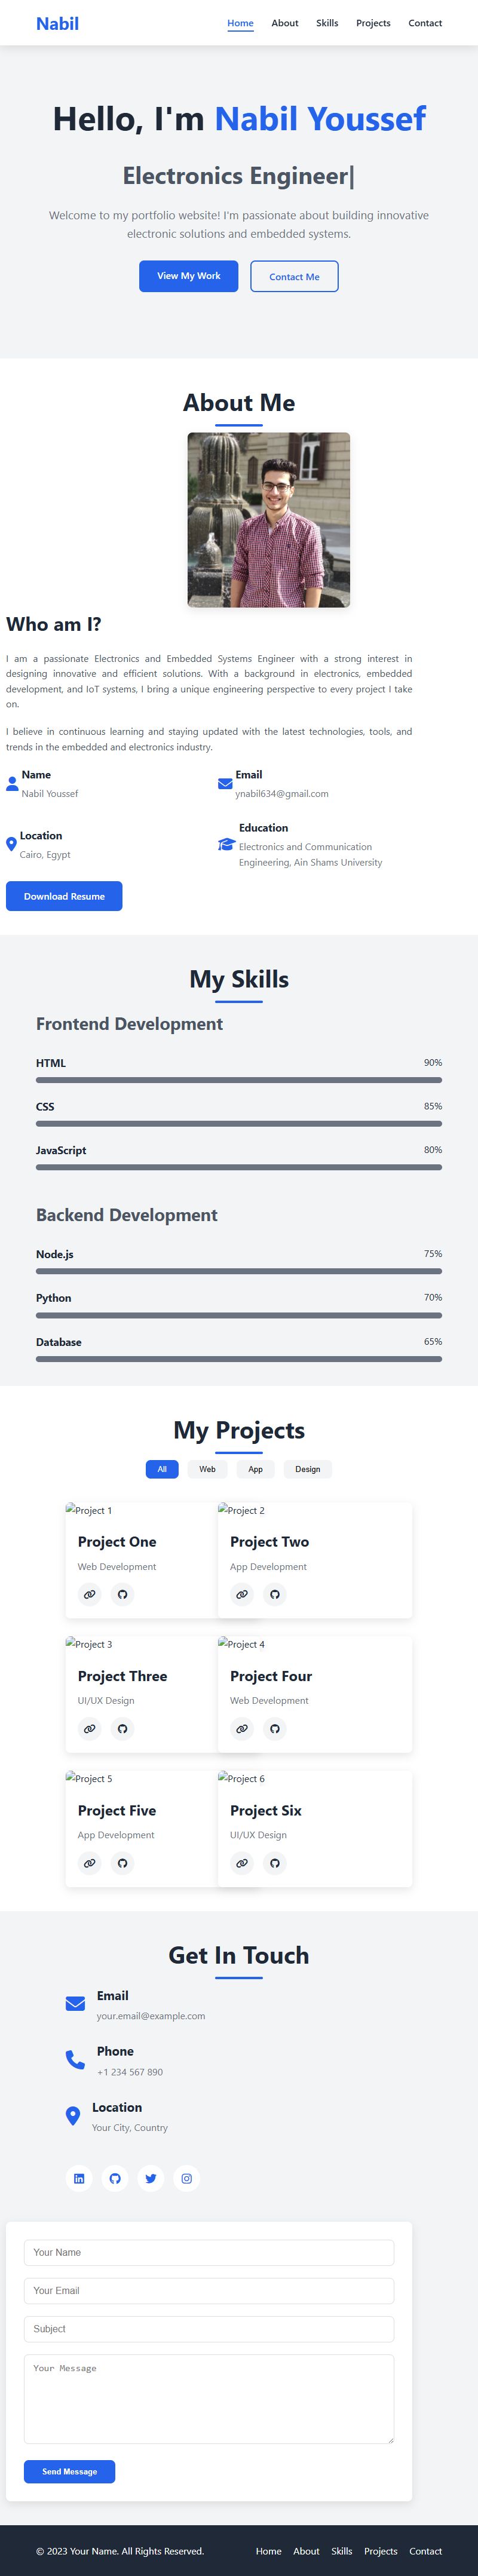 Nabil
Home About Skills Projects Contact
Hello, I'm Nabil Youssef
Electronics Engineer|
Welcome to my portfolio website! I'm passionate about building innovative
electronic solutions and embedded systems.
View My Work
Contact Me
About Me
Who am I?
I am a passionate Electronics and Embedded Systems Engineer with a strong interest in
designing innovative and efficient solutions. With a background in electronics, embedded
development, and IoT systems, I bring a unique engineering perspective to every project I take
on.
I believe in continuous learning and staying updated with the latest technologies, tools, and
trends in the embedded and electronics industry.
Name
Nabil Youssef
Email
ynabil634@gmail.com
Location
Cairo, Egypt
Education
Electronics and Communication
Engineering, Ain Shams University
Download Resume
My Skills
Frontend Development
HTML 90%
CSS 85%
JavaScript 80%
Backend Development
Node.js 75%
Python 70%
Database 65%
My Projects
All Web App Design
Project 1
Project One
Web Development
Project 2
Project Two
App Development
Project 3
Project Three
UI/UX Design
Project 4
Project Four
Web Development
Project 5
Project Five
App Development
Project 6
Project Six
UI/UX Design
Get In Touch
Email
your.email@example.com
Phone
+1 234 567 890
Location
Your City, Country
Your Name
Your Email
Subject
Your Message
Send Message
© 2023 Your Name. All Rights Reserved.
Home About Skills Projects Contact